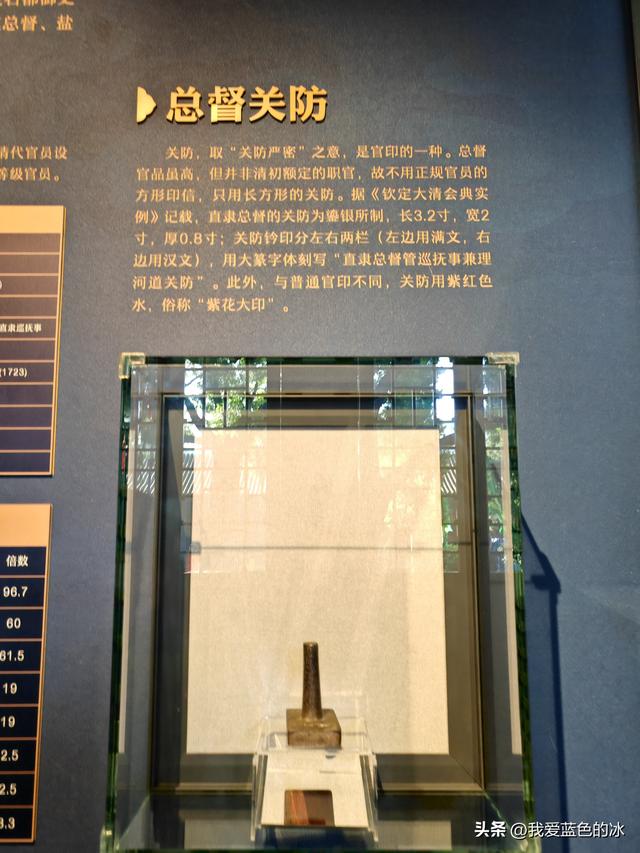 总督、盐
清代官员设
等级官员。
直隶巡抚事
(1723)
倍数
96.7
60
61.5
19
19
2.5
2.5
3.3
总督关防
关防，取“关防严密”之意，是官印的一种。总督
官品虽高，但并非清初额定的职官，故不用正规官员的
方形印信，只用长方形的关防。据《钦定大清会典实
例》记载，直隶总督的关防为鎏银所制，长3.2寸，宽2
寸，厚0.8寸；关防钤印分左右两栏（左边用满文，右
边用汉文），用大篆字体刻写“直隶总督管巡抚事兼理
河道关防”。此外，与普通官印不同，关防用紫红色
水，俗称“紫花大印”。
头条 @我爱蓝色的冰